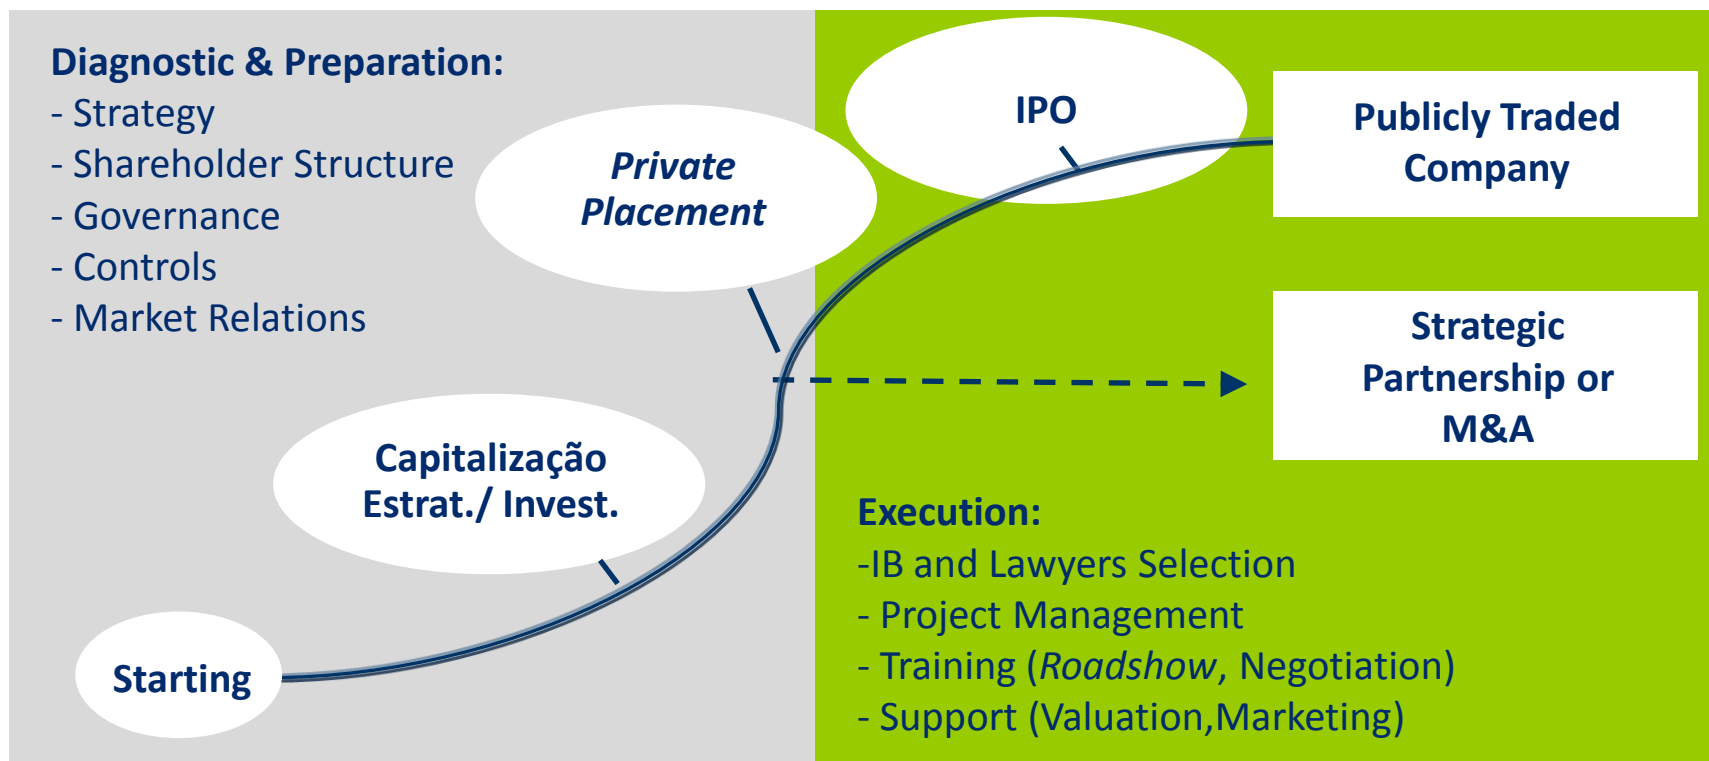 Diagnostic & Preparation:
- Strategy
- Shareholder Structure
- Governance
- Controls
- Market Relations
Private
Placement
IPO
Publicly Traded
Company
Strategic
Partnership or
M&A
Capitalização
Estrat./ Invest.
Starting
Execution:
-IB and Lawyers Selection
- Project Management
- Training (Roadshow, Negotiation)
- Support (Valuation,Marketing)